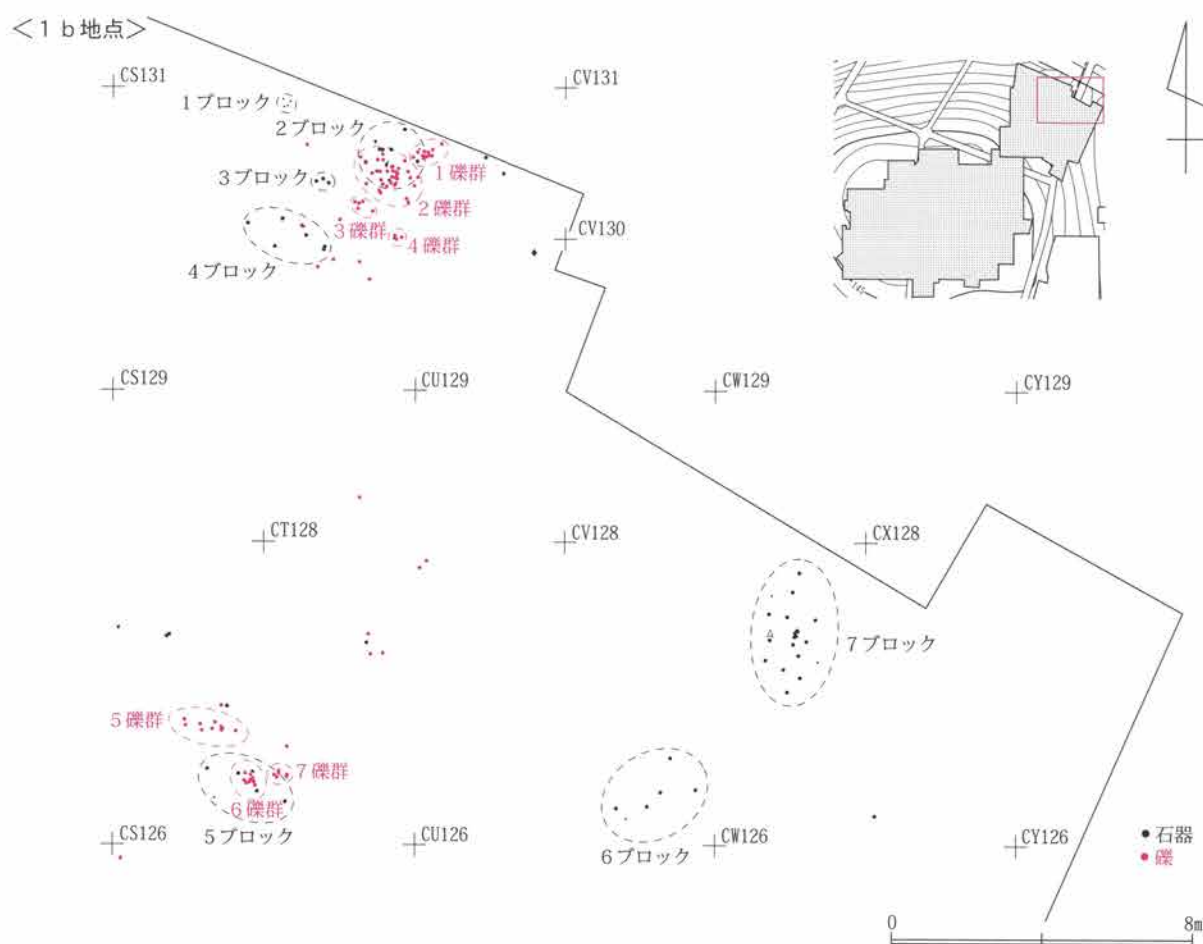 <1b地点>
CS131
CV131
1ブロック
2ブロック
1礫群
3ブロック
2礫群
3礫群
4礫群
CV130
4ブロック
145
CS129
CU129
CW129
CY129
CT128
CV128
CX128
7ブロック
5礫群
7礫群
6礫群
5ブロック
CS126
CU126
6ブロック
CW126
CY126
石器
礫
0
8m